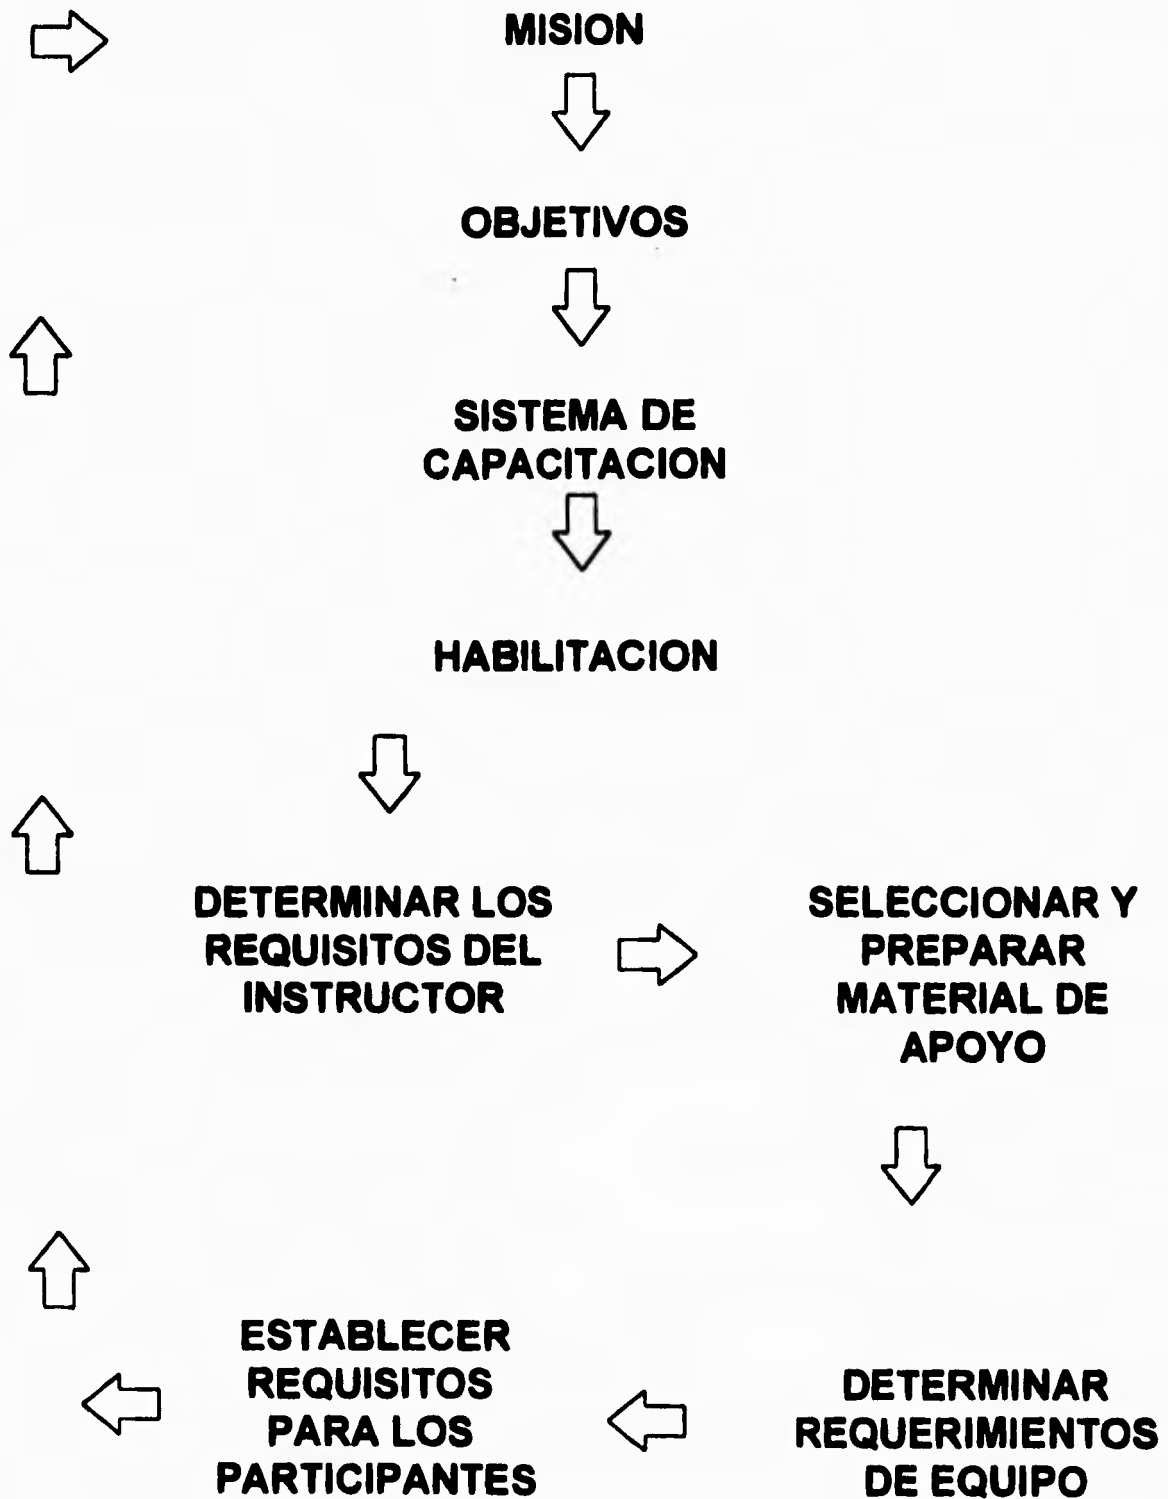 MISION
OBJETIVOS
SISTEMA DE
CAPACITACION
HABILITACION
DETERMINAR LOS
REQUISITOS DEL
INSTRUCTOR
SELECCIONAR Y
PREPARAR
MATERIAL DE
APOYO
DETERMINAR
REQUERIMIENTOS
DE EQUIPO
ESTABLECER
REQUISITOS
PARA LOS
PARTICIPANTES